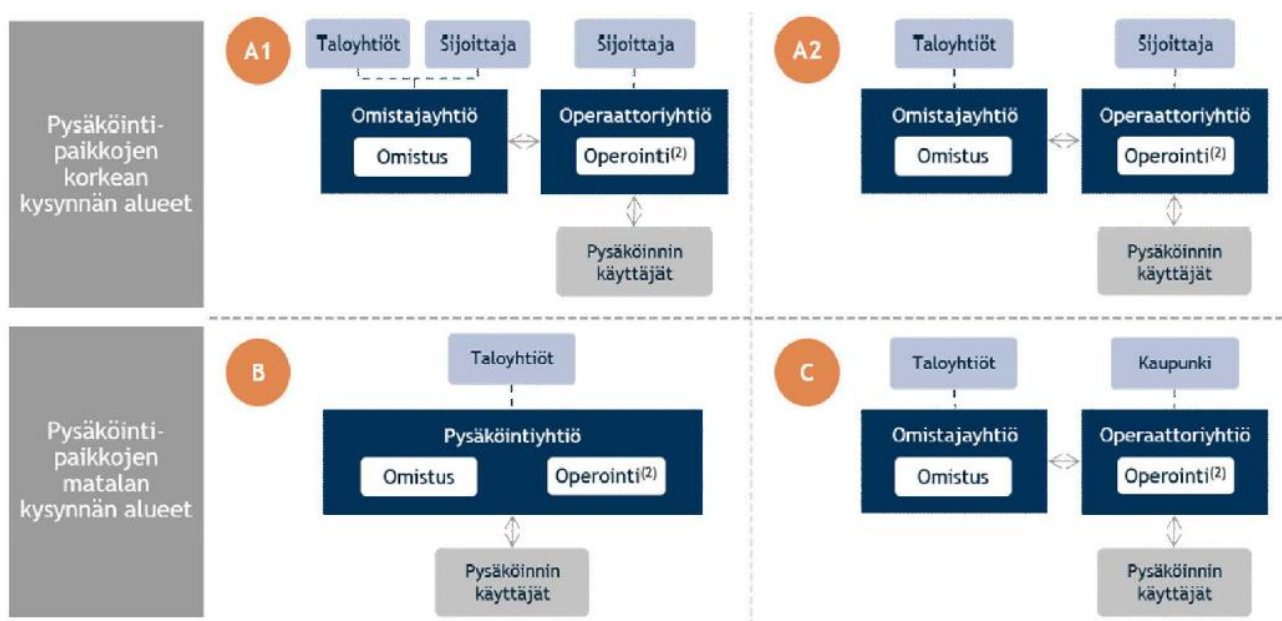 Pysäköinti-
paikkojen
korkean
kysynnän alueet
A1
Taloyhtiöt
Sijoittaja
Sijoittaja
Omistajayhtiö
Omistus
Operaattoriyhtiö
Operointi(2)
Pysäköinnin
käyttäjät
A2
Taloyhtiöt
Sijoittaja
Omistajayhtiö
Omistus
Operaattoriyhtiö
Operointi(2)
Pysäköinnin
käyttäjät
Pysäköinti-
paikkojen
matalan
kysynnän alueet
B
Taloyhtiöt
Pysäköintiyhtiö
Omistus
Operointi(2)
Pysäköinnin
käyttäjät
C
Taloyhtiöt
Kaupunki
Omistajayhtiö
Omistus
Operaattoriyhtiö
Operointi(2)
Pysäköinnin
käyttäjät